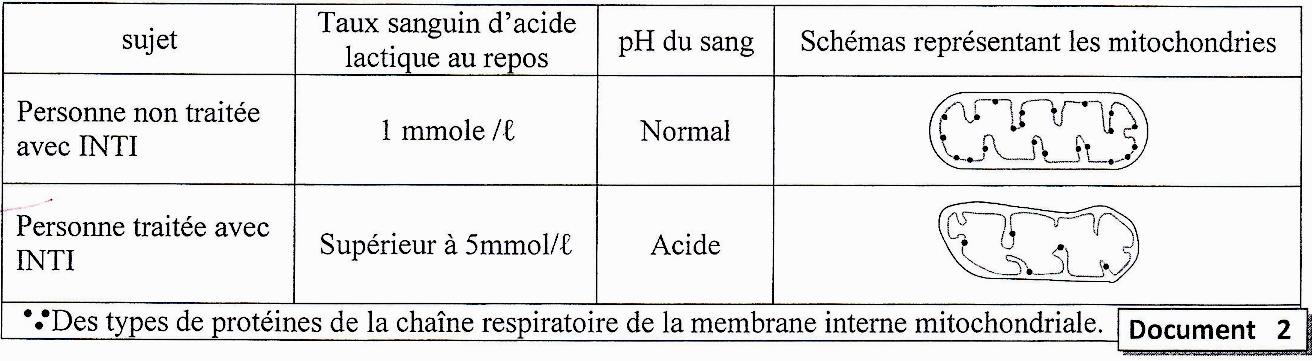 sujet
Taux sanguin d'acide
lactique au repos
pH du sang
Schémas représentant les mitochondries
Personne non traitée
avec INTI
1 mmole /ℓ
Normal
Personne traitée avec
INTI
Supérieur à 5mmol/ℓ
Acide
Des types de protéines de la chaîne respiratoire de la membrane interne mitochondriale.
Document 2